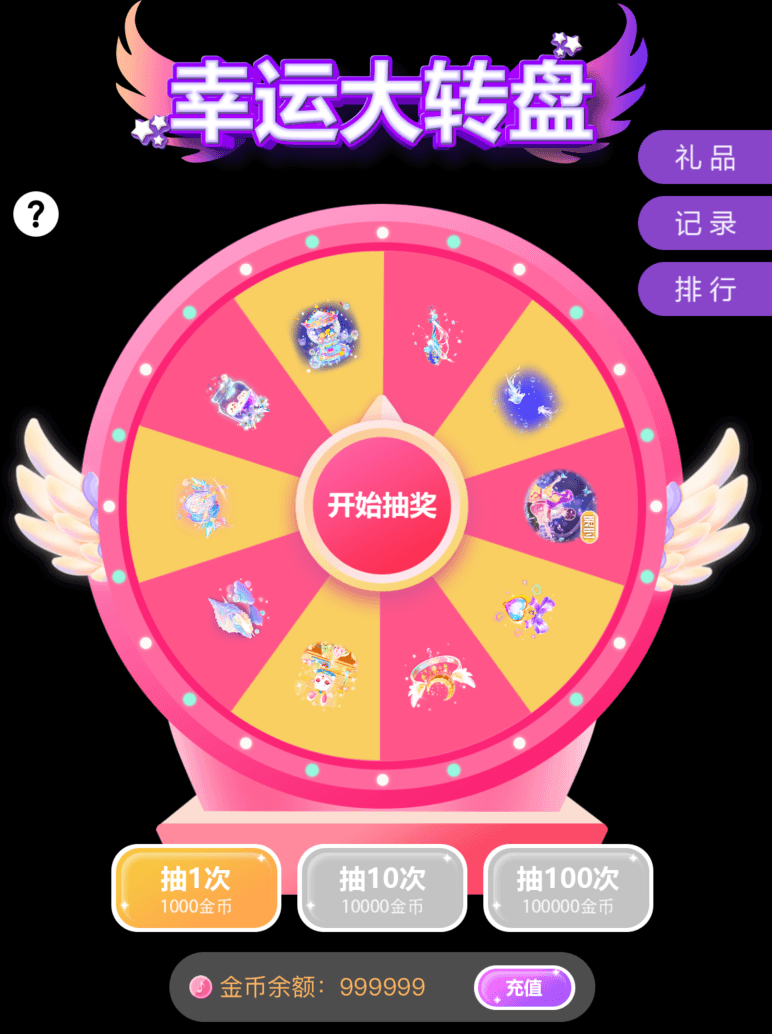 幸运大转盘
礼品
?
记录
排行
限时
开始抽奖
抽1次
1000金币
抽10次
10000金币
抽100次
100000金币
金币余额：999999
充值